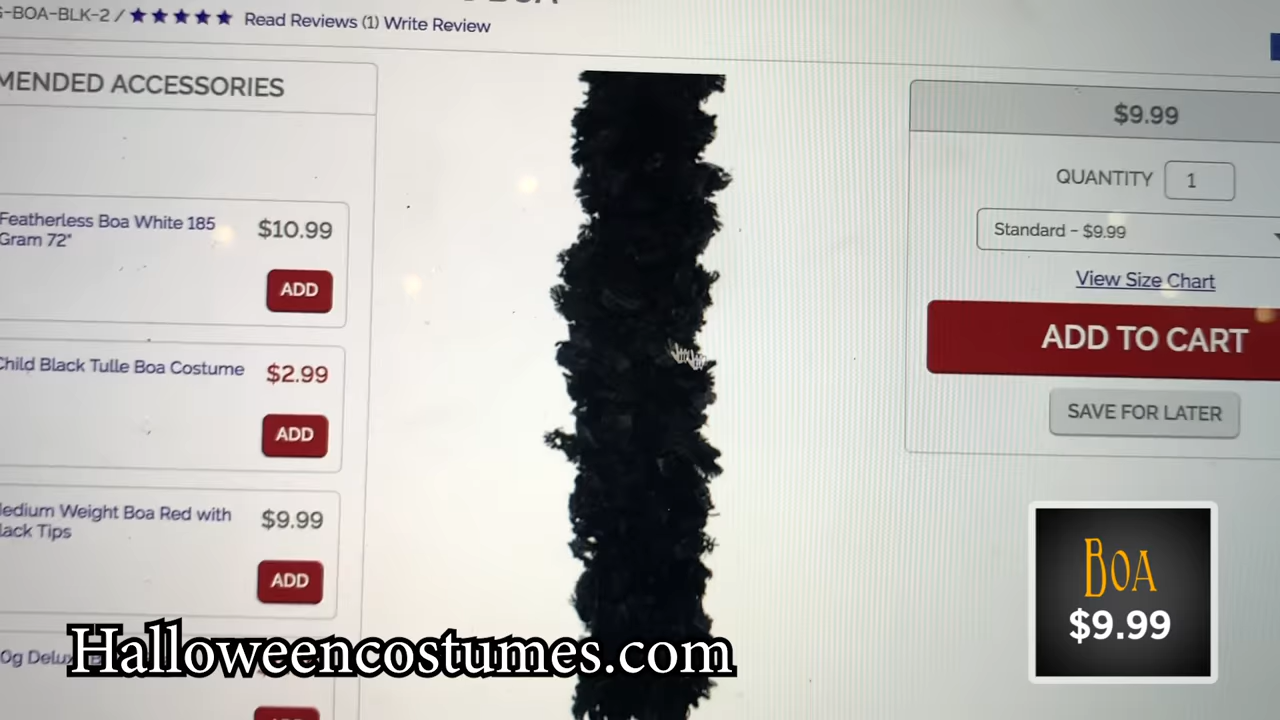 -BOA-BLK-2 / Read Reviews (1) Write Review
MENDED ACCESSORIES
Featherless Boa White 185
Gram 72"
$10.99
ADD
Child Black Tulle Boa Costume
$2.99
ADD
Medium Weight Boa Red with
lack Tips
$9.99
ADD
0g Delux
$9.99
QUANTITY 1
Standard - $9.99
View Size Chart
ADD TO CART
SAVE FOR LATER
BOA
$9.99
Halloweencostumes.com